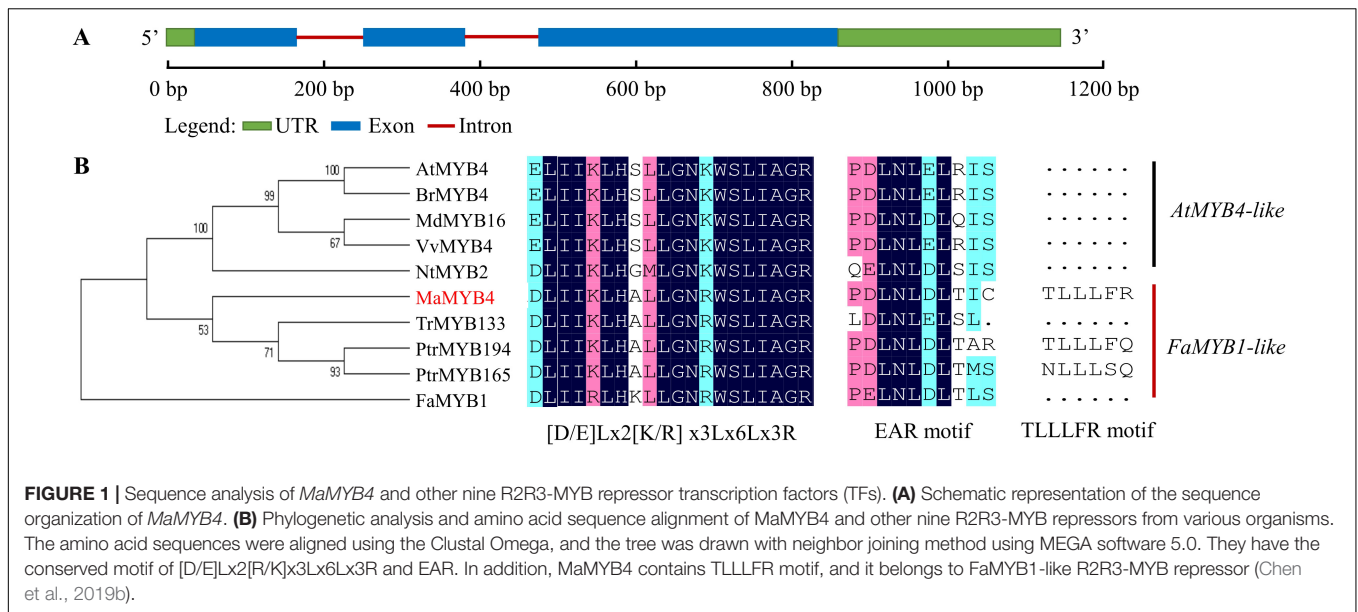 A 5’ 3’
0 bp 200 bp 400 bp 600 bp 800 bp 1000 bp 1200 bp
Legend: UTR Exon Intron
B
100 AtMYB4 ELIIKLHSLLGNKWSLIAGR PDLNLELRIS ......
99 BrMYB4 ELIIKLHSLLGNKWSLIAGR PDLNLELRIS ......
MdMYB16 ELIIKLHSLLGNKWSLIAGR PDLNLDLQIS ...... AtMYB4-like
100 67 VvMYB4 ELIIKLHSLLGNKWSLIAGR PDLNLELRIS ......
NtMYB2 DLIIKLHGMLGNKWSLIAGR QELNLDLSIS ......
MaMYB4 DLIIKLHALLGNRWSLIAGR PDLNLDLTIC TLLLFR
53 TrMYB133 DLIIKLHALLGNRWSLIAGR LDLNLELSL. ......
71 PtrMYB194 DLIIKLHALLGNRWSLIAGR PDLNLDLTAR TLLLFQ FaMYB1-like
93 PtrMYB165 DLIIKLHALLGNRWSLIAGR PDLNLDLTMS NLLLSQ
FaMYB1 DLIIRLHKLLGNRWSLIAGR PELNLDLTLS ......
[D/E]Lx2[K/R] x3Lx6Lx3R EAR motif TLLLFR motif
FIGURE 1 | Sequence analysis of MaMYB4 and other nine R2R3-MYB repressor transcription factors (TFs). (A) Schematic representation of the sequence
organization of MaMYB4. (B) Phylogenetic analysis and amino acid sequence alignment of MaMYB4 and other nine R2R3-MYB repressors from various organisms.
The amino acid sequences were aligned using the Clustal Omega, and the tree was drawn with neighbor joining method using MEGA software 5.0. They have the
conserved motif of [D/E]Lx2[R/K]x3Lx6Lx3R and EAR. In addition, MaMYB4 contains TLLLFR motif, and it belongs to FaMYB1-like R2R3-MYB repressor (Chen
et al., 2019b).